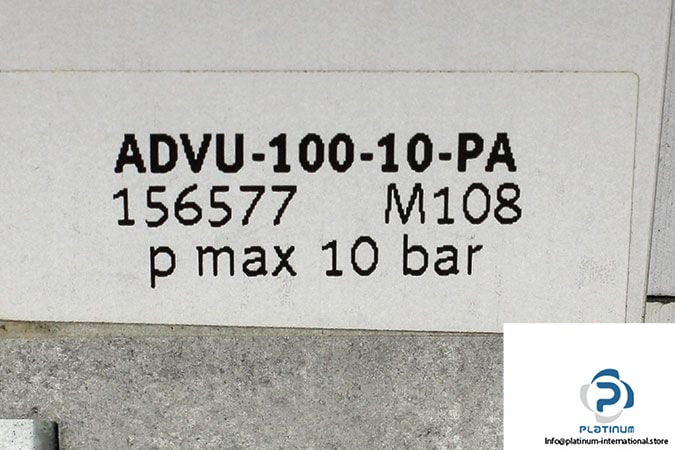 ADVU-100-10-PA
156577 M108
p max 10 bar
PLATINUM
Info@platinum-international.store